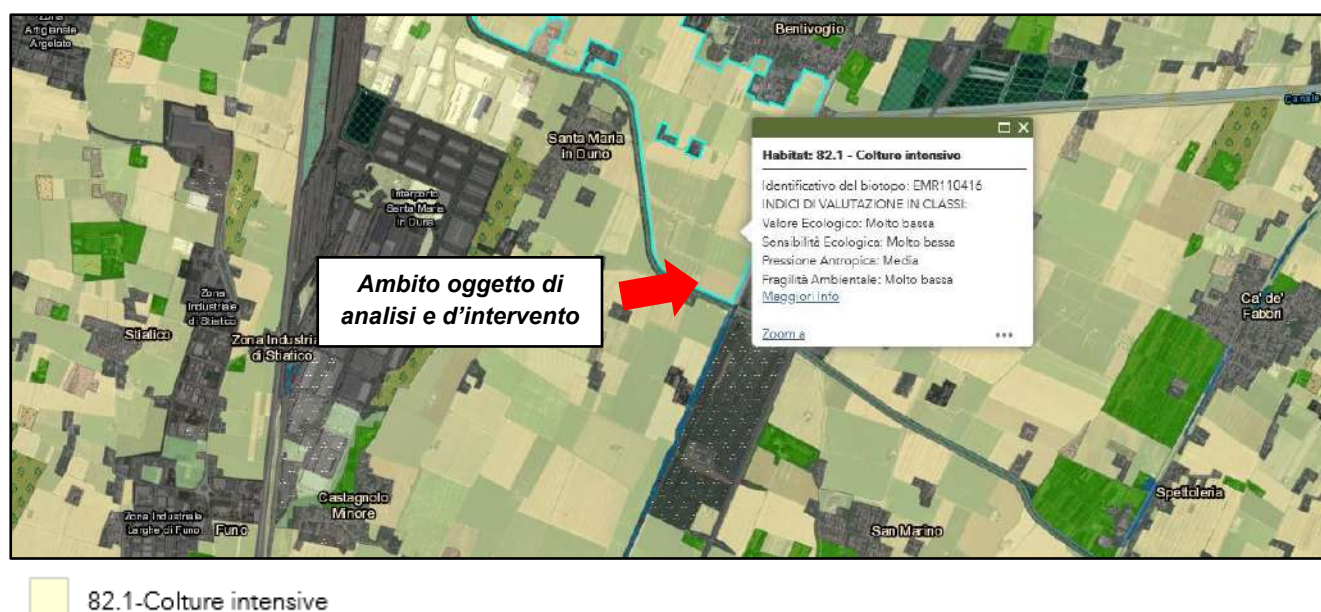 Zona
Artigianale
Argelato
Bentivoglio
Santa Maria
in Duno
Interporto
Santa Maria
in Duno
Canale
Habitat: 82.1 - Colture intensive
Identificativo del biotopo: EMR110416
INDICI DI VALUTAZIONE IN CLASSI:
Valore Ecologico: Molto bassa
Sensibilità Ecologica: Molto bassa
Pressione Antropica: Media
Fragilità Ambientale: Molto bassa
Maggiori Info
Zoom a
Ambito oggetto di
analisi e d’intervento
Zona
Industriale
di Stiatico
Stiatico
Zona Industria
di Stiatico
Ca' de'
Fabbri
Castagnolo
Minore
Zona Industriale
Larghe di Funo
Funo
San Marino
Spettoleria
82.1-Colture intensive